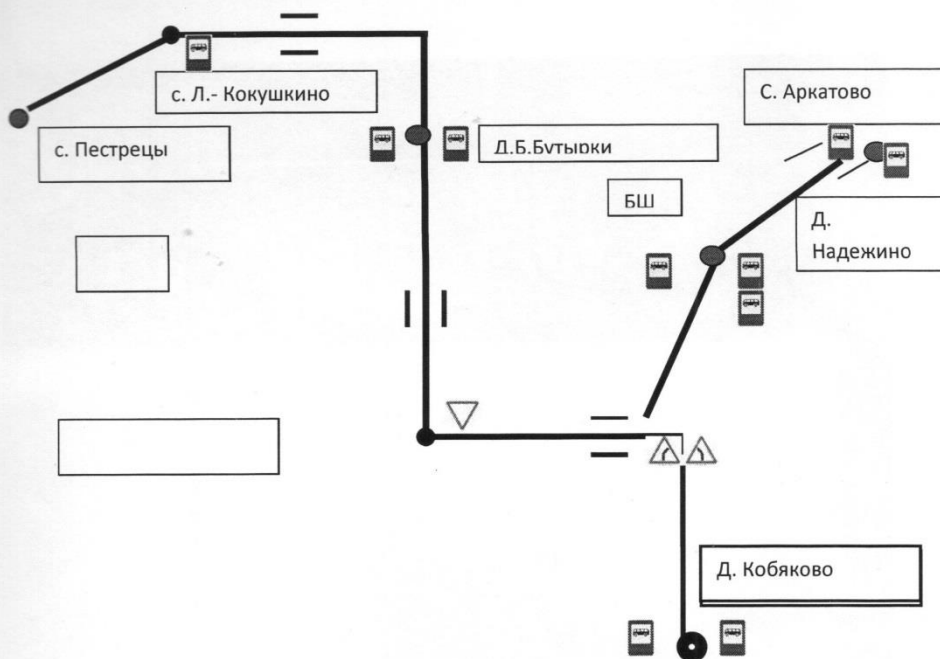 с. Л.- Кокушкино
С. Аркатово
с. Пестрецы
Д.Б.Бутырки
БШ
Д.
Надежино
Д. Кобяково